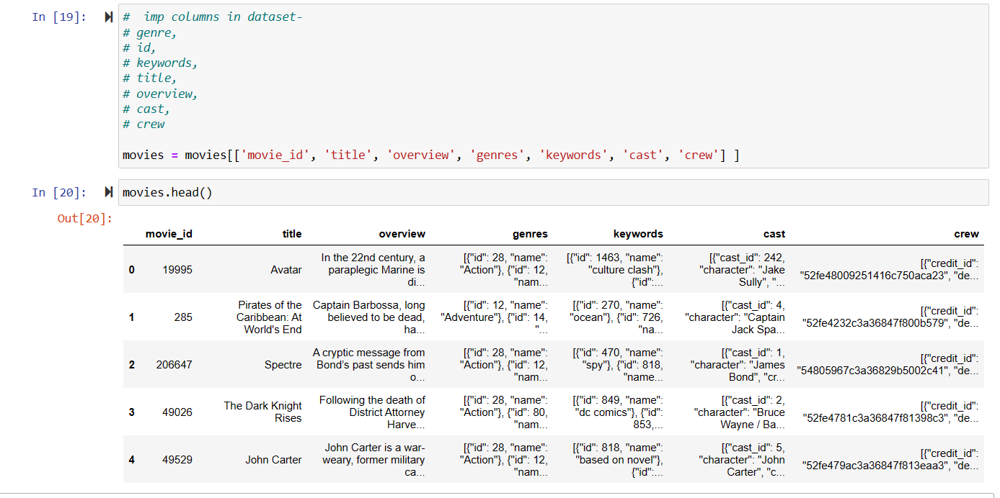 In [19]:
#  imp columns in dataset-
# genre,
# id,
# keywords,
# title,
# overview,
# cast,
# crew
movies = movies[['movie_id', 'title', 'overview', 'genres', 'keywords', 'cast', 'crew'] ]
In [20]:
movies.head()
Out[20]:
movie_id title overview genres keywords cast crew
0 19995 Avatar
In the 22nd century, a
paraplegic Marine is
di...
[{"id": 28, "name":
"Action"}, {"id": 12,
"nam...
[{"id": 1463, "name":
"culture clash"},
{"id":...
[{"cast_id": 242,
"character": "Jake
Sully", "...
[{"credit_id":
"52fe48009251416c750aca23", "de...
1 285
Pirates of the
Caribbean: At
World's End
Captain Barbossa, long
believed to be dead,
ha...
[{"id": 12, "name":
"Adventure"}, {"id": 14,
"...
[{"id": 270, "name":
"ocean"}, {"id": 726,
"na...
[{"cast_id": 4,
"character": "Captain
Jack Spa...
[{"credit_id":
"52fe4232c3a36847f800b579", "de...
2 206647 Spectre
A cryptic message from
Bond’s past sends him
o...
[{"id": 28, "name":
"Action"}, {"id": 12,
"nam...
[{"id": 470, "name":
"spy"}, {"id": 818,
"name...
[{"cast_id": 1,
"character": "James
Bond", "cr...
[{"credit_id":
"54805967c3a36829b5002c41", "de...
3 49026
The Dark Knight
Rises
Following the death of
District Attorney
Harve...
[{"id": 28, "name":
"Action"}, {"id": 80,
"nam...
[{"id": 849, "name":
"dc comics"}, {"id":
853,...
[{"cast_id": 2,
"character": "Bruce
Wayne / Ba...
[{"credit_id":
"52fe4781c3a36847f81398c3", "de...
4 49529 John Carter
John Carter is a war-
weary, former military
ca...
[{"id": 28, "name":
"Action"}, {"id": 12,
"nam...
[{"id": 818, "name":
"based on novel"},
{"id":...
[{"cast_id": 5,
"character": "John
Carter", "c...
[{"credit_id":
"52fe479ac3a36847f813eaa3", "de...